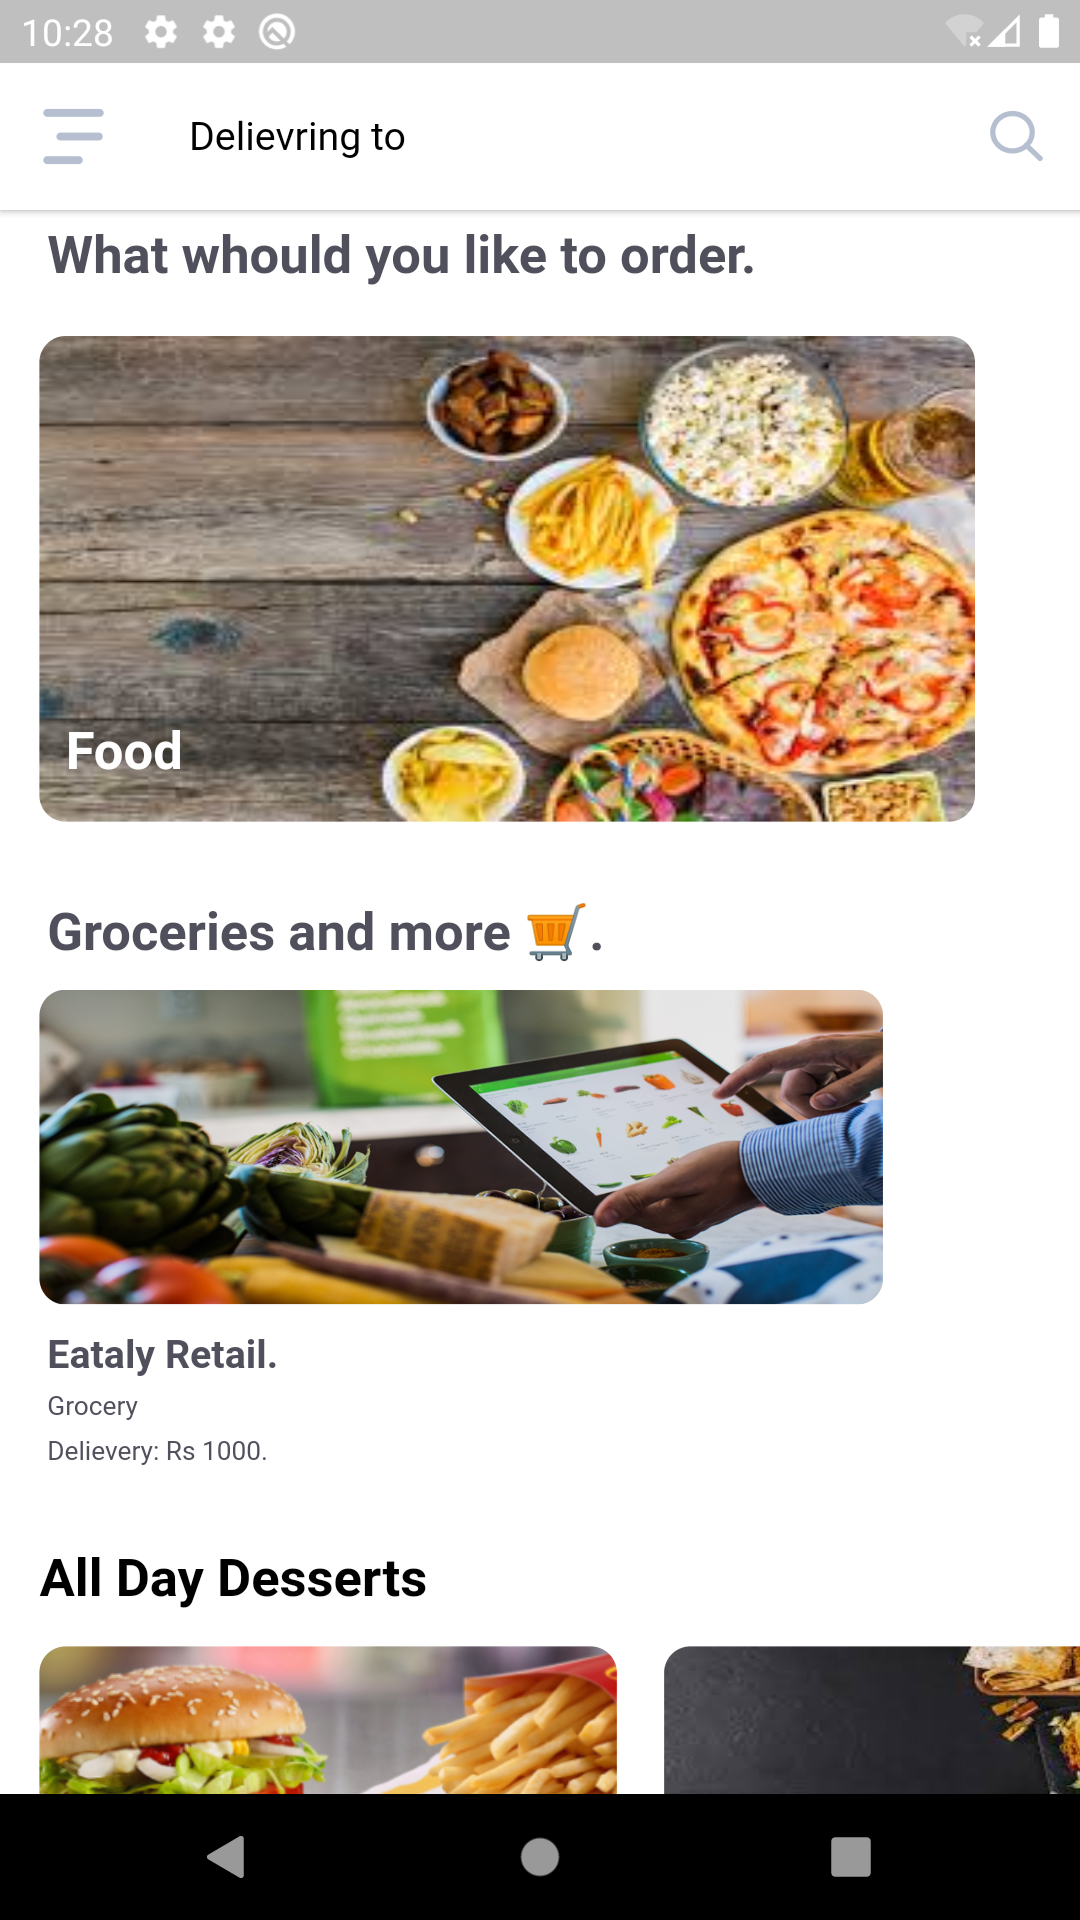 10:28
Delievring to
What whould you like to order.
Food
Groceries and more 🛒.
Eataly Retail.
Grocery
Delievery: Rs 1000.
All Day Desserts